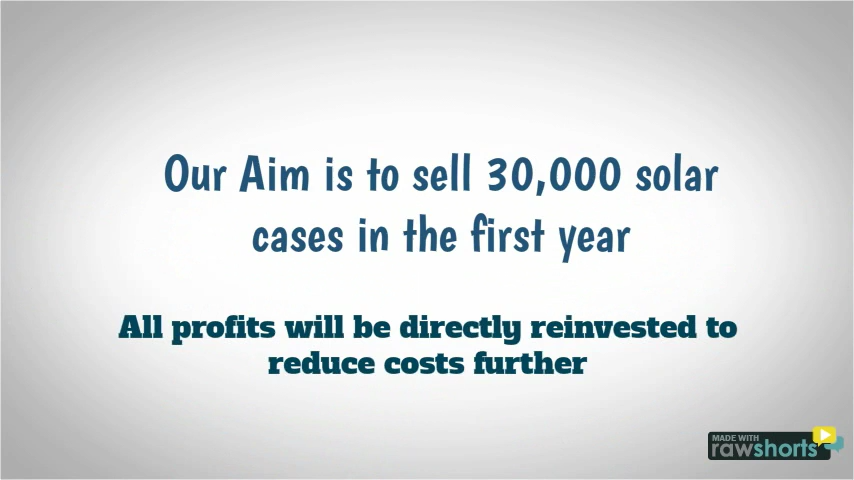 Our Aim is to sell 30,000 solar
cases in the first year
All profits will be directly reinvested to
reduce costs further
MADE WITH
rawshorts